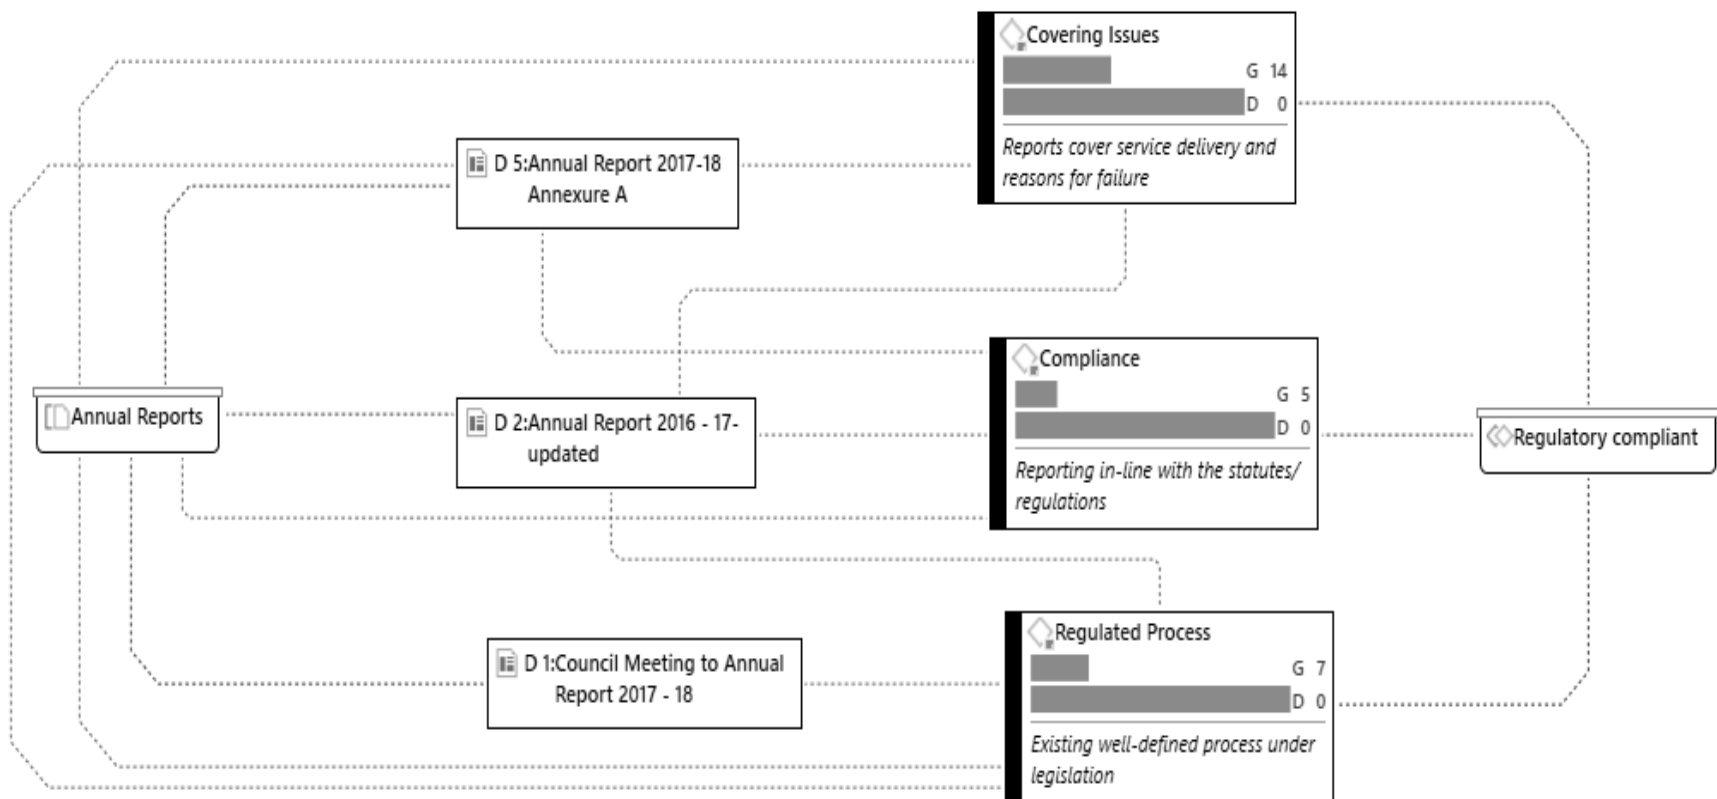 Covering Issues
G 14
D 0
Reports cover service delivery and
reasons for failure
D 5:Annual Report 2017-18
Annexure A
Compliance
G 5
D 0
Reporting in-line with the statutes/
regulations
Annual Reports
D 2:Annual Report 2016 - 17-
updated
Regulatory compliant
Regulated Process
G 7
D 0
Existing well-defined process under
legislation
D 1:Council Meeting to Annual
Report 2017 - 18